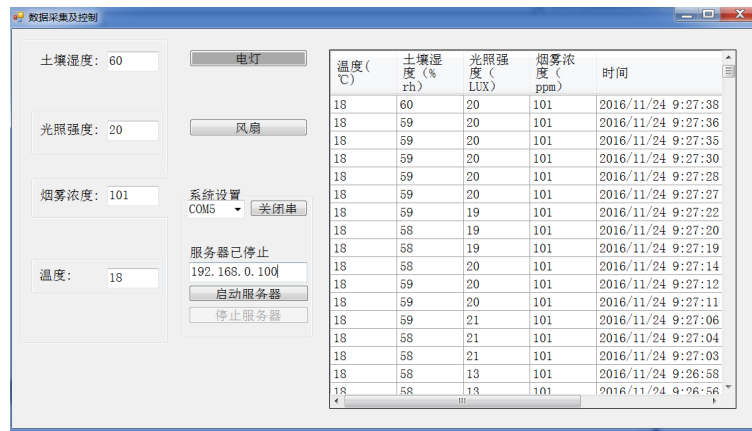 数据采集及控制
土壤湿度: 60
光照强度: 20
烟雾浓度: 101
温度: 18
电灯
风扇
系统设置
COM5 关闭串
服务器已停止
192.168.0.100
启动服务器
停止服务器
温度(℃) 土壤湿度(%rh) 光照强度(LUX) 烟雾浓度(ppm) 时间
18 60 20 101 2016/11/24 9:27:38
18 59 20 101 2016/11/24 9:27:36
18 59 20 101 2016/11/24 9:27:35
18 59 20 101 2016/11/24 9:27:30
18 59 20 101 2016/11/24 9:27:28
18 59 20 101 2016/11/24 9:27:27
18 59 19 101 2016/11/24 9:27:22
18 58 19 101 2016/11/24 9:27:20
18 58 19 101 2016/11/24 9:27:19
18 58 20 101 2016/11/24 9:27:14
18 59 20 101 2016/11/24 9:27:12
18 59 20 101 2016/11/24 9:27:11
18 59 21 101 2016/11/24 9:27:06
18 58 21 101 2016/11/24 9:27:04
18 58 21 101 2016/11/24 9:27:03
18 58 13 101 2016/11/24 9:26:58
18 58 13 101 2016/11/24 9:26:56